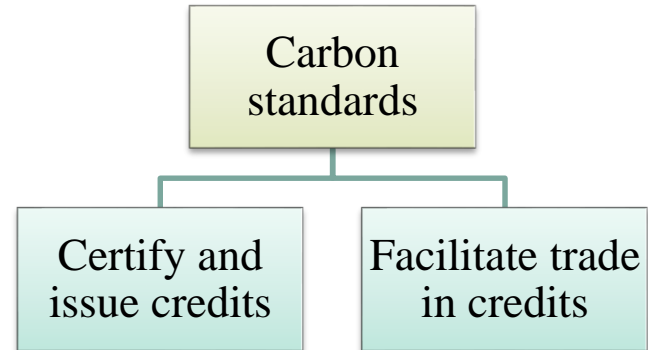 Carbon
standards
Certify and
issue credits
Facilitate trade
in credits